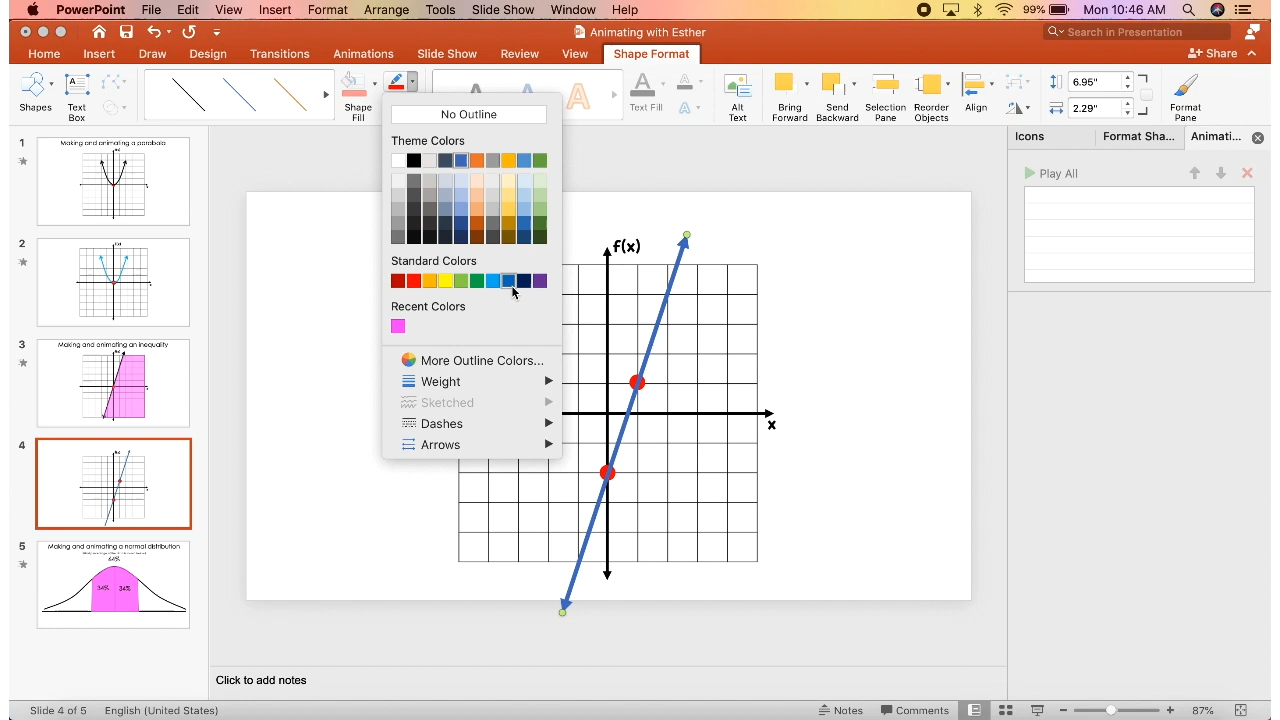 PowerPoint File Edit View Insert Format Arrange Tools Slide Show Window Help 99% Mon 10:46 AM
Animating with Esther Search in Presentation
Home Insert Draw Design Transitions Animations Slide Show Review View Shape Format Share
A A A A
6.95"
2.29"
Shapes Text Box Shape Fill Text Fill Alt Text Bring Forward Send Backward Selection Pane Reorder Objects Align Format Pane
No Outline
Theme Colors
Standard Colors
Recent Colors
More Outline Colors...
Weight
Sketched
Dashes
Arrows
1
Making and animating a parabola
2
3
Making and animating an inequality
4
5
Making and animating a normal distribution
68%
34% 34%
f(x)
x
Icons Format Sha... Animati...
Play All
Click to add notes
Slide 4 of 5 English (United States) Notes Comments 87%